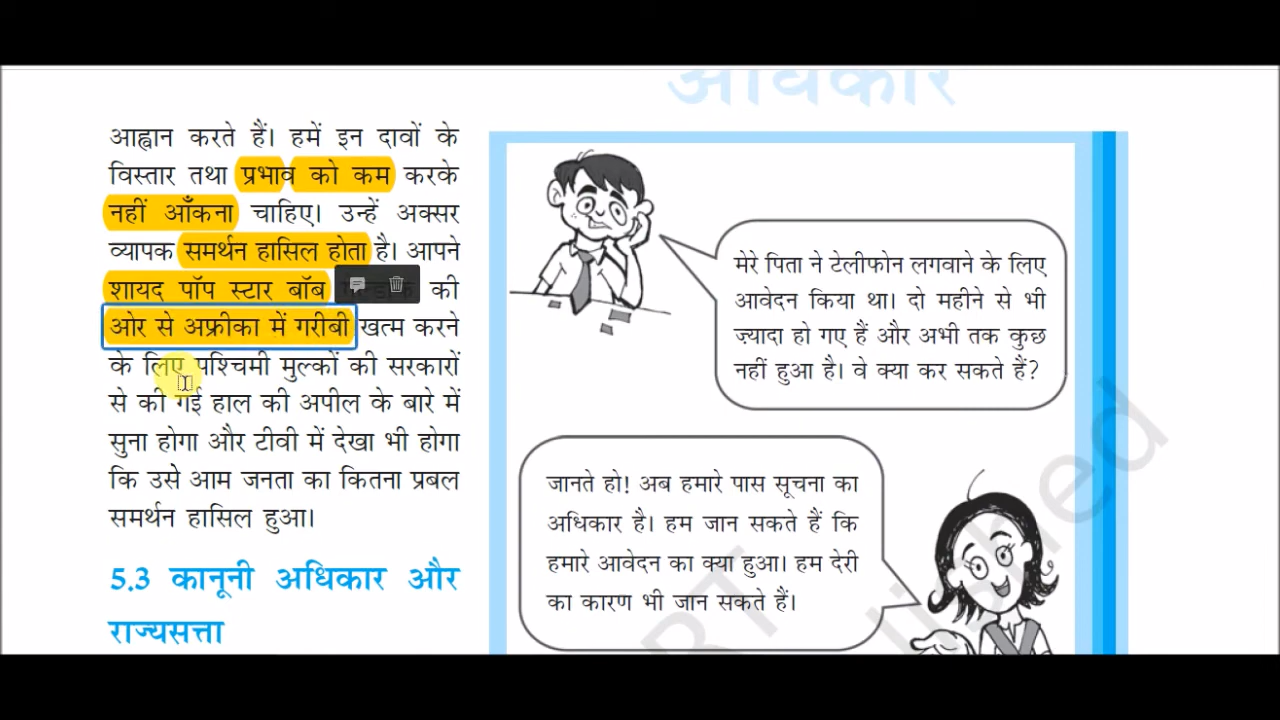 अधिकार
आह्वान करते हैं। हमें इन दावों के
विस्तार तथा प्रभाव को कम करके
नहीं आँकना चाहिए। उन्हें अक्सर
व्यापक समर्थन हासिल होता है। आपने
शायद पॉप स्टार बॉब की
ओर से अफ्रीका में गरीबी खत्म करने
के लिए पश्चिमी मुल्कों की सरकारों
से की गई हाल की अपील के बारे में
सुना होगा और टीवी में देखा भी होगा
कि उसे आम जनता का कितना प्रबल
समर्थन हासिल हुआ।
5.3 कानूनी अधिकार और
राज्यसत्ता
मेरे पिता ने टेलीफोन लगवाने के लिए
आवेदन किया था। दो महीने से भी
ज़्यादा हो गए हैं और अभी तक कुछ
नहीं हुआ है। वे क्या कर सकते हैं?
जानते हो! अब हमारे पास सूचना का
अधिकार है। हम जान सकते हैं कि
हमारे आवेदन का क्या हुआ। हम देरी
का कारण भी जान सकते हैं।